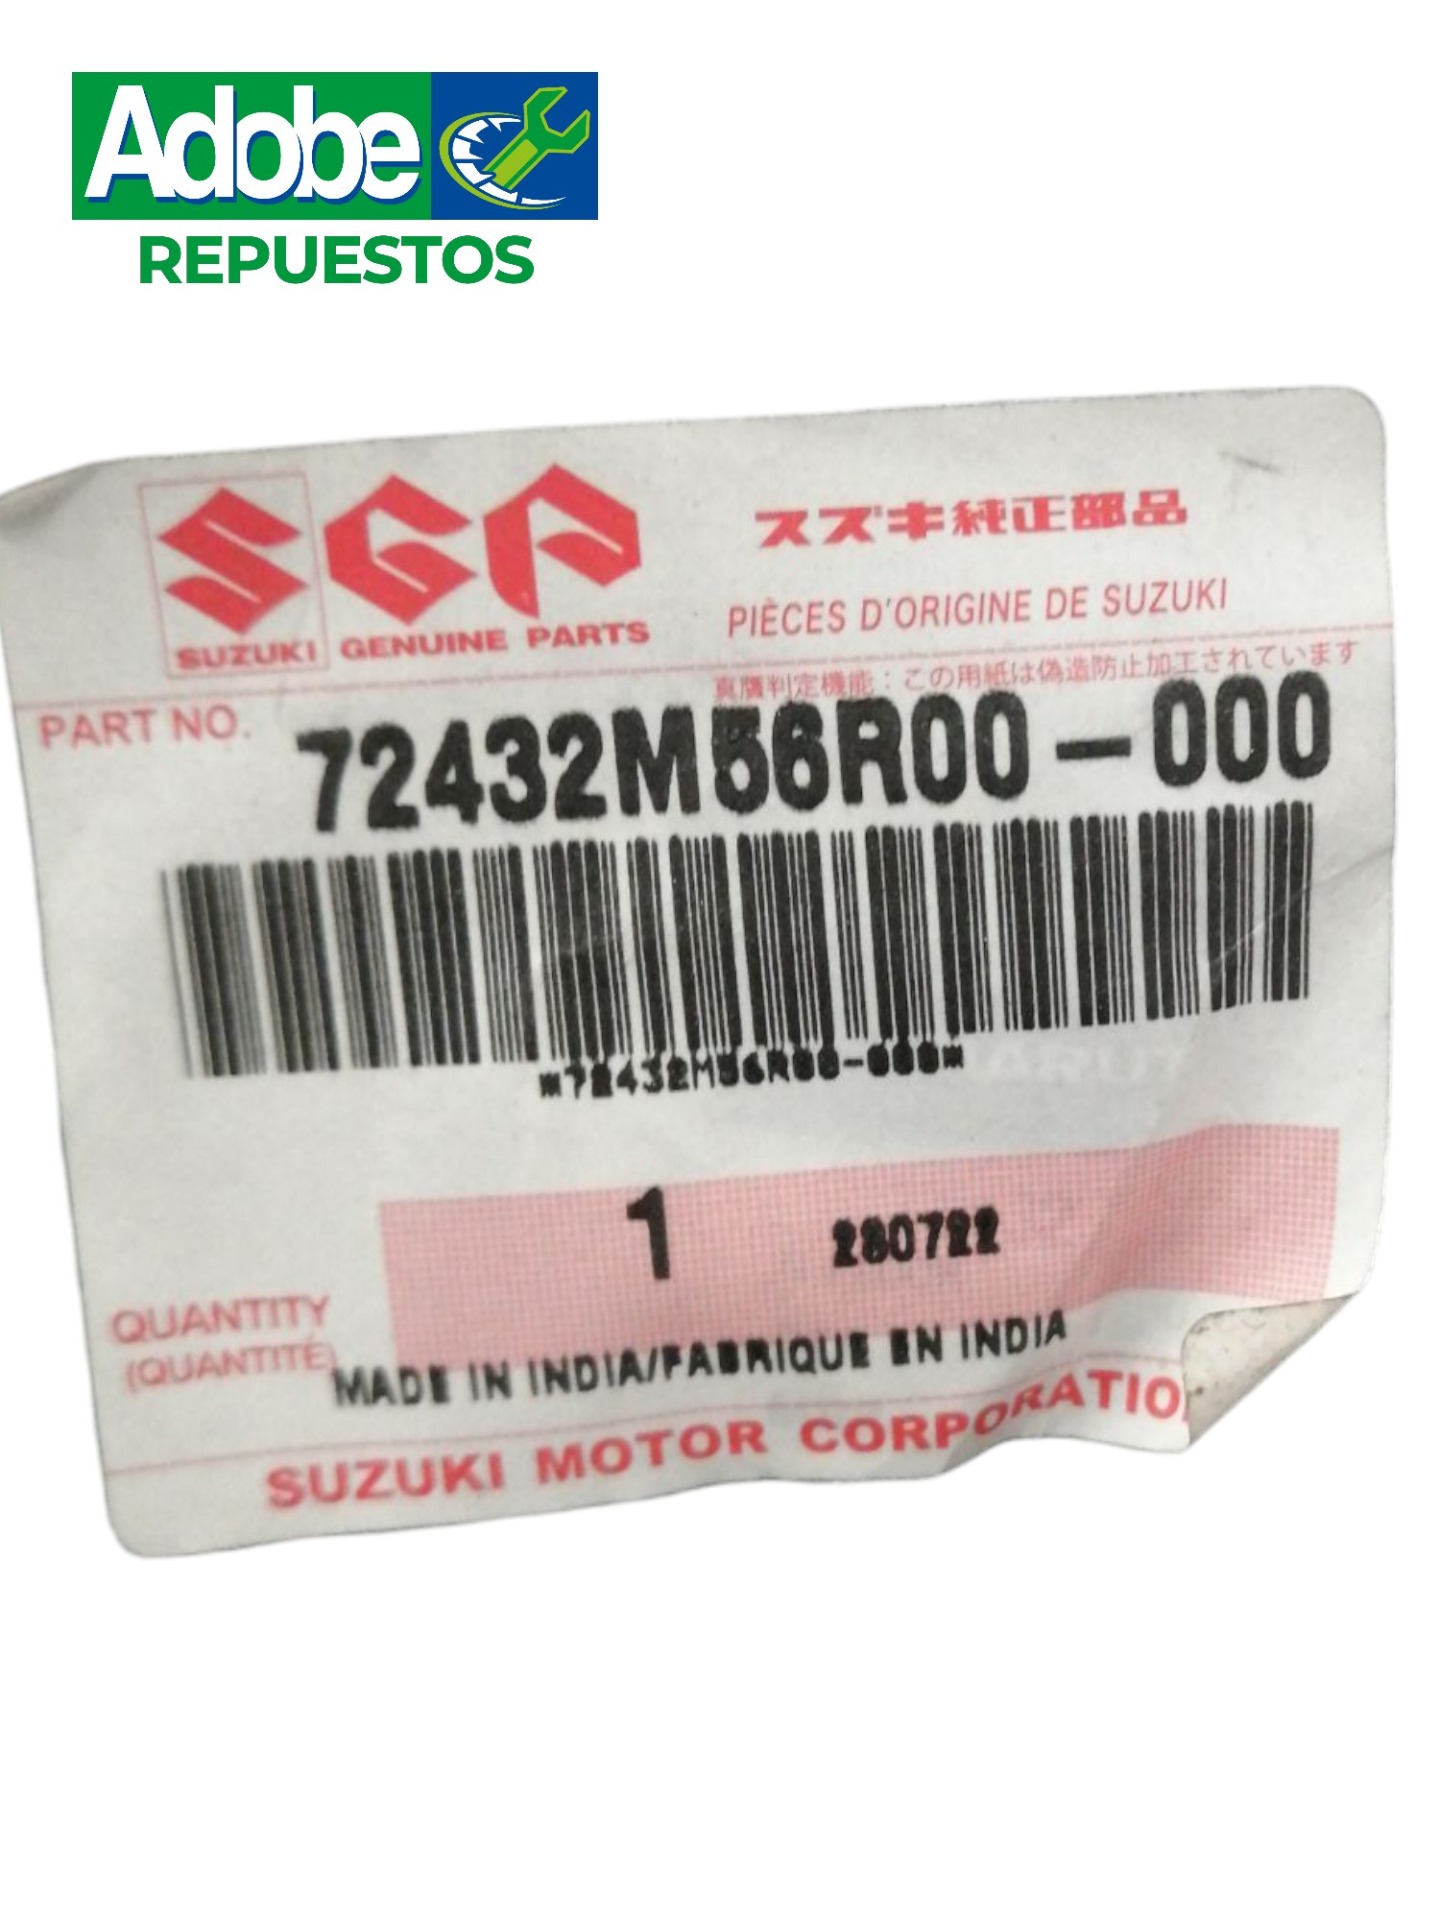 Adobe
REPUESTOS
SGP
スズキ純正部品
SUZUKI GENUINE PARTS
PIÈCES D'ORIGINE DE SUZUKI
真贋判定機能：この用紙は偽造防止加工されています
PART NO. 72432M56R00-000
*72432M56R00-000*
1 280722
QUANTITY
(QUANTITÉ)
MADE IN INDIA/FABRIQUE EN INDIA
SUZUKI MOTOR CORPORATIO